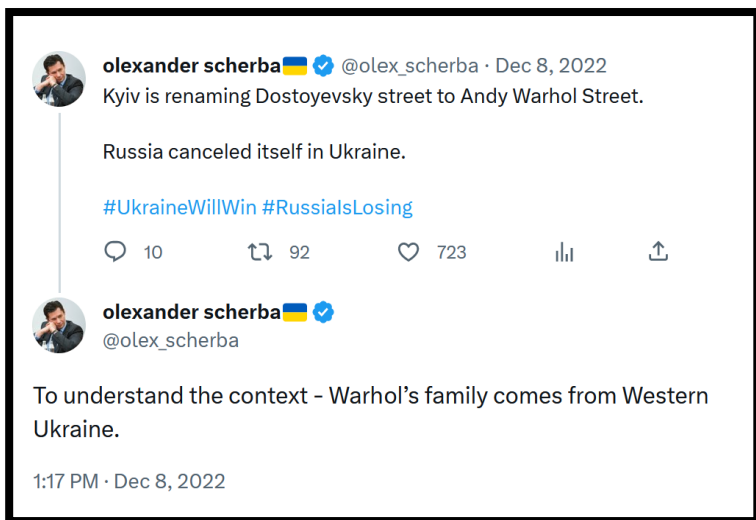 olexander scherba🇺🇦 @olex_scherba · Dec 8, 2022
Kyiv is renaming Dostoyevsky street to Andy Warhol Street.
Russia canceled itself in Ukraine.
#UkraineWillWin #RussiaIsLosing
10 92 723
olexander scherba🇺🇦
@olex_scherba
To understand the context - Warhol's family comes from Western
Ukraine.
1:17 PM · Dec 8, 2022